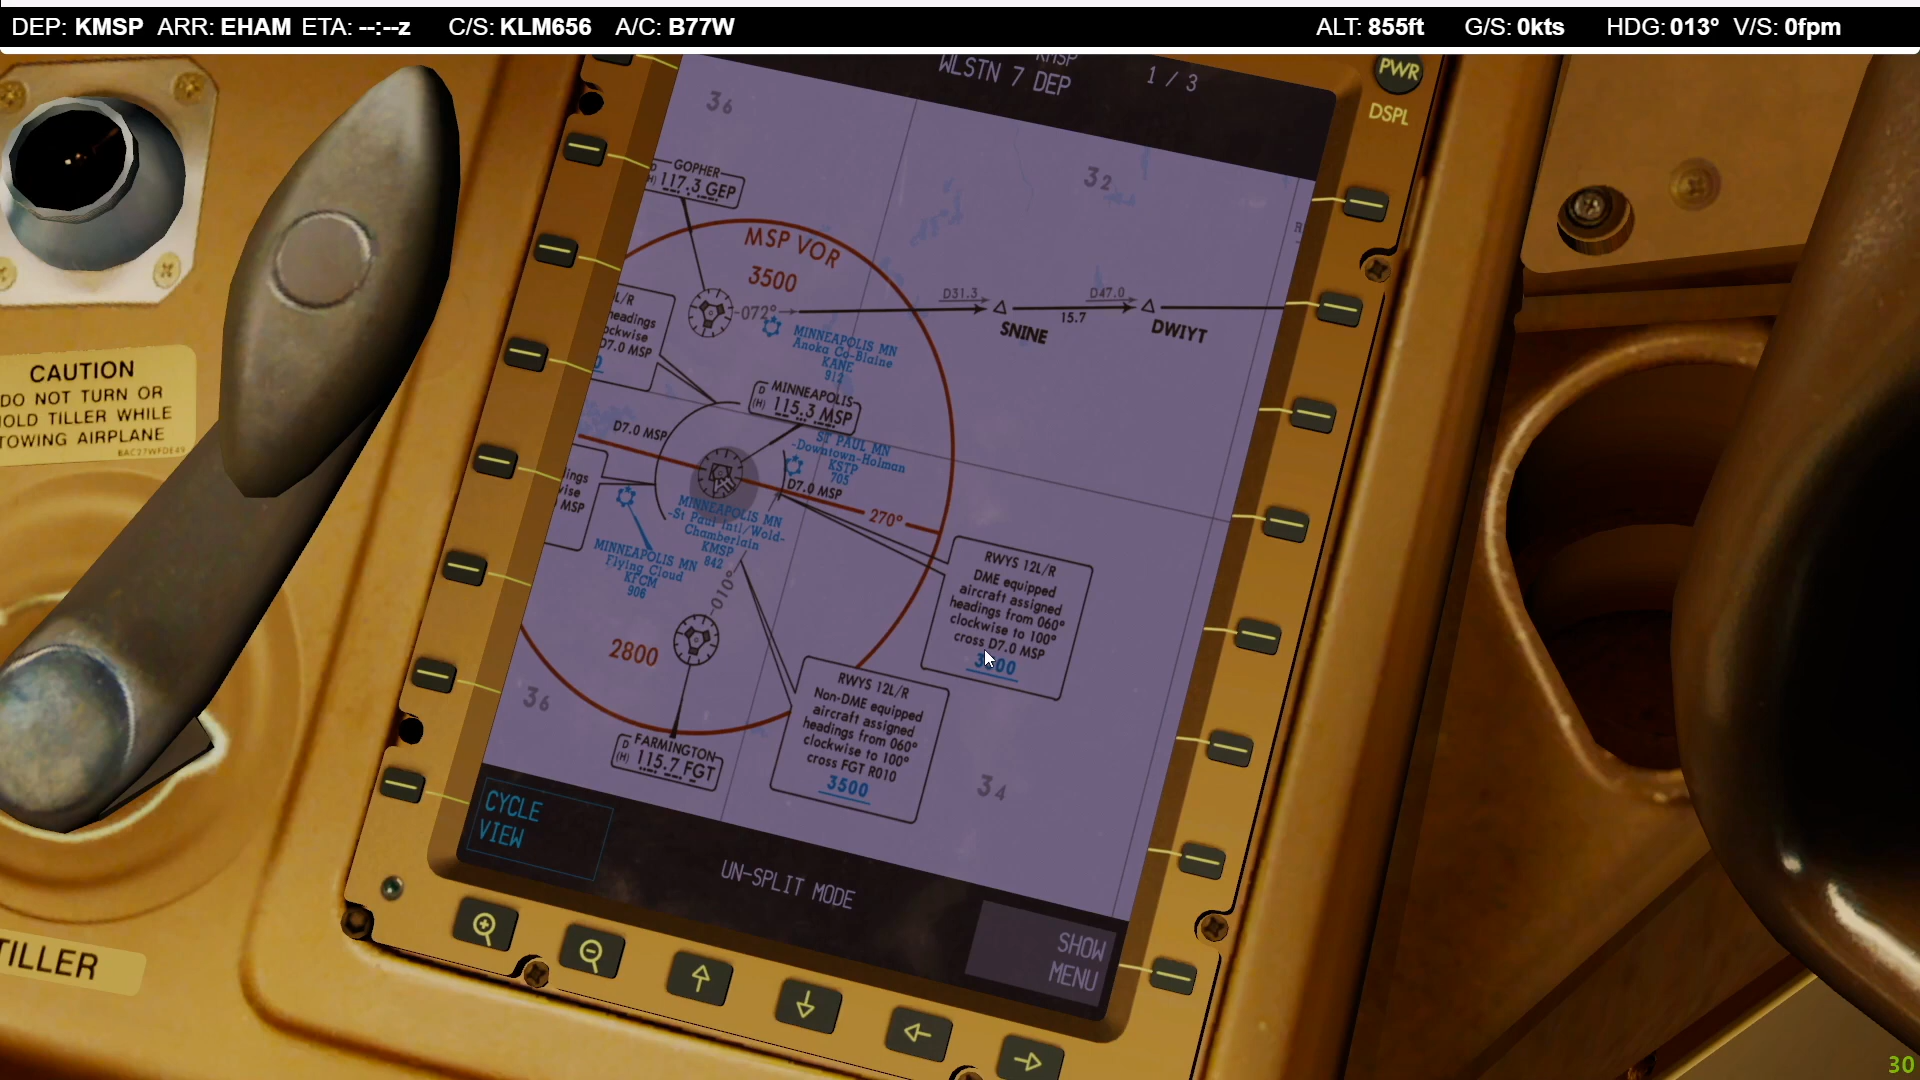 DEP: KMSP ARR: EHAM ETA: --:--z C/S: KLM656 A/C: B77W ALT: 855ft G/S: 0kts HDG: 013° V/S: 0fpm
PWR
DSPL
KMSP
WLSTN 7 DEP
1 / 3
36
32
GOPHER
D
(H) 117.3 GEP
MSP VOR
3500
072°
D31.3
D47.0
15.7
SNINE
DWIYT
L/R
headings
ockwise
D7.0 MSP
0
MINNEAPOLIS MN
Anoka Co-Blaine
KANE
912
MINNEAPOLIS
D
(H) 115.3 MSP
D7.0 MSP
ST PAUL MN
-Downtown-Holman
KSTP
705
D7.0 MSP
270°
ings
vise
MSP
MINNEAPOLIS MN
-St Paul Intl/Wold-
Chamberlain
KMSP
842
MINNEAPOLIS MN
Flying Cloud
KFCM
906
010°
RWYS 12L/R
DME equipped
aircraft assigned
headings from 060°
clockwise to 100°
cross D7.0 MSP
2800
RWYS 12L/R
Non-DME equipped
aircraft assigned
headings from 060°
clockwise to 100°
cross FGT R010
3500
36
34
FARMINGTON
D
(H) 115.7 FGT
CYCLE
VIEW
UN-SPLIT MODE
SHOW
MENU
CAUTION
DO NOT TURN OR
HOLD TILLER WHILE
TOWING AIRPLANE
TILLER
30